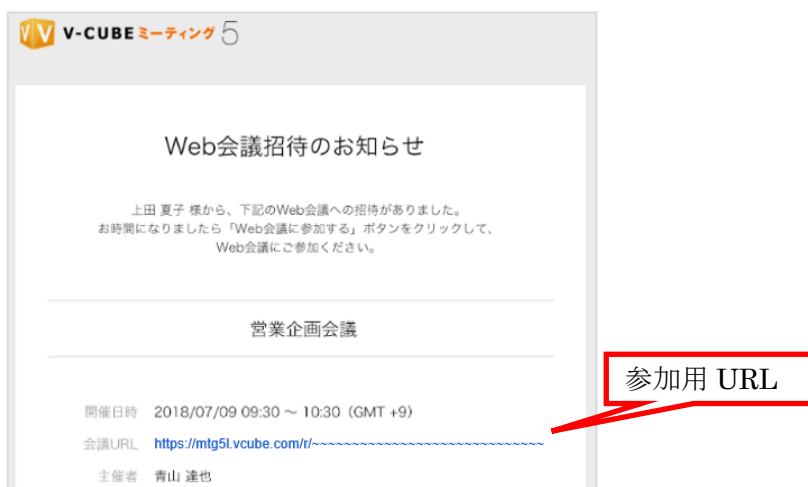 V-CUBE ミーティング 5
Web会議招待のお知らせ
上田 夏子 様から、下記のWeb会議への招待がありました。
お時間になりましたら「Web会議に参加する」ボタンをクリックして、
Web会議にご参加ください。
営業企画会議
参加用 URL
開催日時 2018/07/09 09:30 ~ 10:30 (GMT +9)
会議URL https://mtg5l.vcube.com/r/~~~~~~~~~~~~~~~~~~~~~~~~~~~~~
主催者 青山 達也